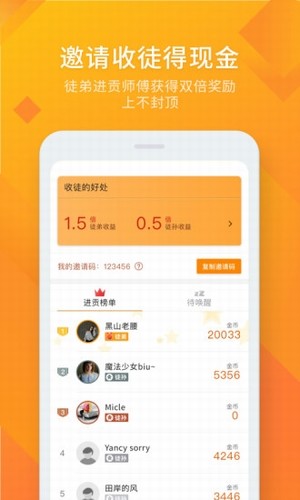 邀请收徒得现金
徒弟进贡师傅获得双倍奖励
上不封顶
收徒的好处
1.5 倍 徒弟收益
0.5 倍 徒孙收益
我的邀请码：123456 ?
复制邀请码
进贡榜单
待唤醒
1 黑山老腰 徒弟 金币 20033
2 魔法少女biu~ 徒孙 金币 5356
3 Micle 徒孙 金币 5320
4 Yancy sorry 徒孙 金币 4246
5 田岸的风 金币 3446